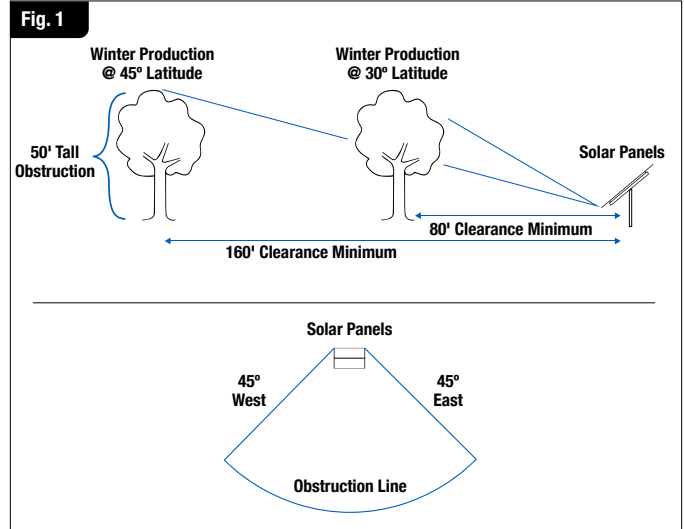 Fig. 1
Winter Production
@ 45º Latitude
Winter Production
@ 30º Latitude
50' Tall
Obstruction
Solar Panels
80' Clearance Minimum
160' Clearance Minimum
Solar Panels
45º
West
45º
East
Obstruction Line